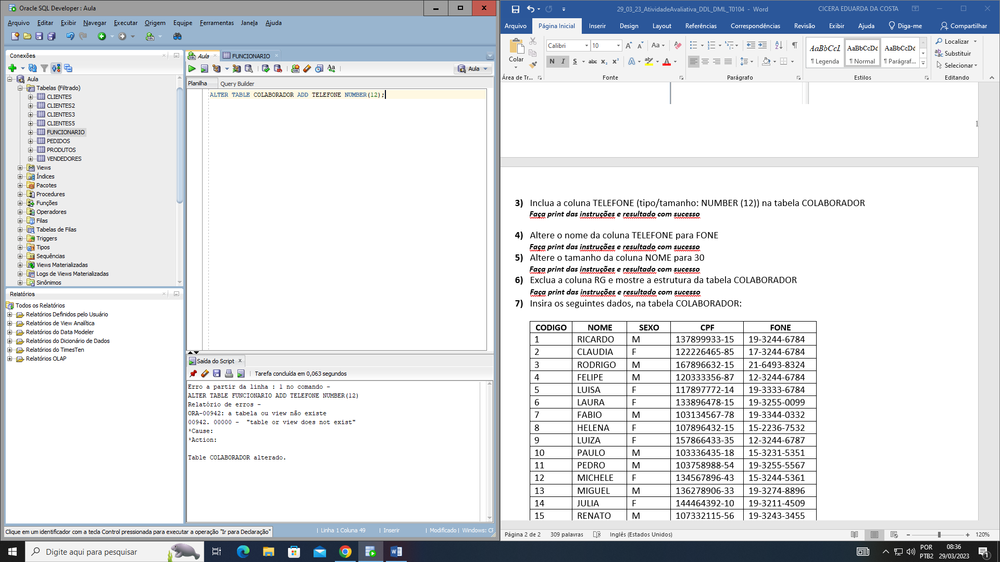 Oracle SQL Developer : Aula
Arquivo Editar Exibir Navegar Executar Origem Equipe Ferramentas Janela Ajuda
Conexões
Aula
Tabelas (Filtrado)
CLIENTES
CLIENTES2
CLIENTES3
CLIENTES5
FUNCIONARIO
PEDIDOS
PRODUTOS
VENDEDORES
Views
Índices
Pacotes
Procedures
Funções
Operadores
Filas
Tabelas de Filas
Triggers
Tipos
Sequências
Views Materializadas
Logs de Views Materializadas
Sinônimos
Relatórios
Todos os Relatórios
Relatórios Definidos pelo Usuário
Relatórios de View Analítica
Relatórios do Data Modeler
Relatórios do Dicionário de Dados
Relatórios do TimesTen
Relatórios OLAP
Aula FUNCIONARIO
Aula
Planilha Query Builder
ALTER TABLE COLABORADOR ADD TELEFONE NUMBER(12);
Saída do Script
Tarefa concluída em 0,063 segundos
Erro a partir da linha : 1 no comando -
ALTER TABLE FUNCIONARIO ADD TELEFONE NUMBER(12)
Relatório de erros -
ORA-00942: a tabela ou view não existe
00942. 00000 - "table or view does not exist"
*Cause:
*Action:
Table COLABORADOR alterado.
Clique em um identificador com a tecla Control pressionada para executar a operação "Ir para Declaração"
Linha 1 Coluna 49 Inserir Modificado Windows: CF
29_03_23_AtividadeAvaliativa_DDL_DML_T0104 - Word
CICERA EDUARDA DA COSTA
Arquivo Página Inicial Inserir Design Layout Referências Correspondências Revisão Exibir Ajuda Diga-me Compartilhar
Colar
Calibri 10
N I S abc x₂ x²
AaBbCcI AaBbCcDd AaBbCcDd
¶ Legenda ¶ Normal ¶ Parágraf...
Localizar
Substituir
Selecionar
Área de Tr... Fonte Parágrafo Estilos Editando
1
3) Inclua a coluna TELEFONE (tipo/tamanho: NUMBER (12)) na tabela COLABORADOR
Faça print das instruções e resultado com sucesso
4) Altere o nome da coluna TELEFONE para FONE
Faça print das instruções e resultado com sucesso
5) Altere o tamanho da coluna NOME para 30
Faça print das instruções e resultado com sucesso
6) Exclua a coluna RG e mostre a estrutura da tabela COLABORADOR
Faça print das instruções e resultado com sucesso
7) Insira os seguintes dados, na tabela COLABORADOR:
CODIGO NOME SEXO CPF FONE
1 RICARDO M 137899933-15 19-3244-6784
2 CLAUDIA F 122226465-85 17-3244-6784
3 RODRIGO M 167896632-15 21-6493-8324
4 FELIPE M 120333356-87 12-3244-6784
5 LUISA F 117897772-14 19-3333-6784
6 LAURA F 133896478-15 19-3255-0099
7 FABIO M 103134567-78 19-3344-0332
8 HELENA F 107896432-15 15-2236-7532
9 LUIZA F 157866433-35 12-3244-6787
10 PAULO M 103336435-18 15-3231-5351
11 PEDRO M 103758988-54 19-3255-5567
12 MICHELE F 134567896-43 15-3244-5361
13 MIGUEL M 136278906-33 19-3274-8896
14 JULIA F 144464392-10 19-3211-4509
15 RENATO M 107332115-56 19-3243-3455
Página 2 de 2 309 palavras Inglês (Estados Unidos) 120%
Digite aqui para pesquisar
POR
PTB2
08:36
29/03/2023
1